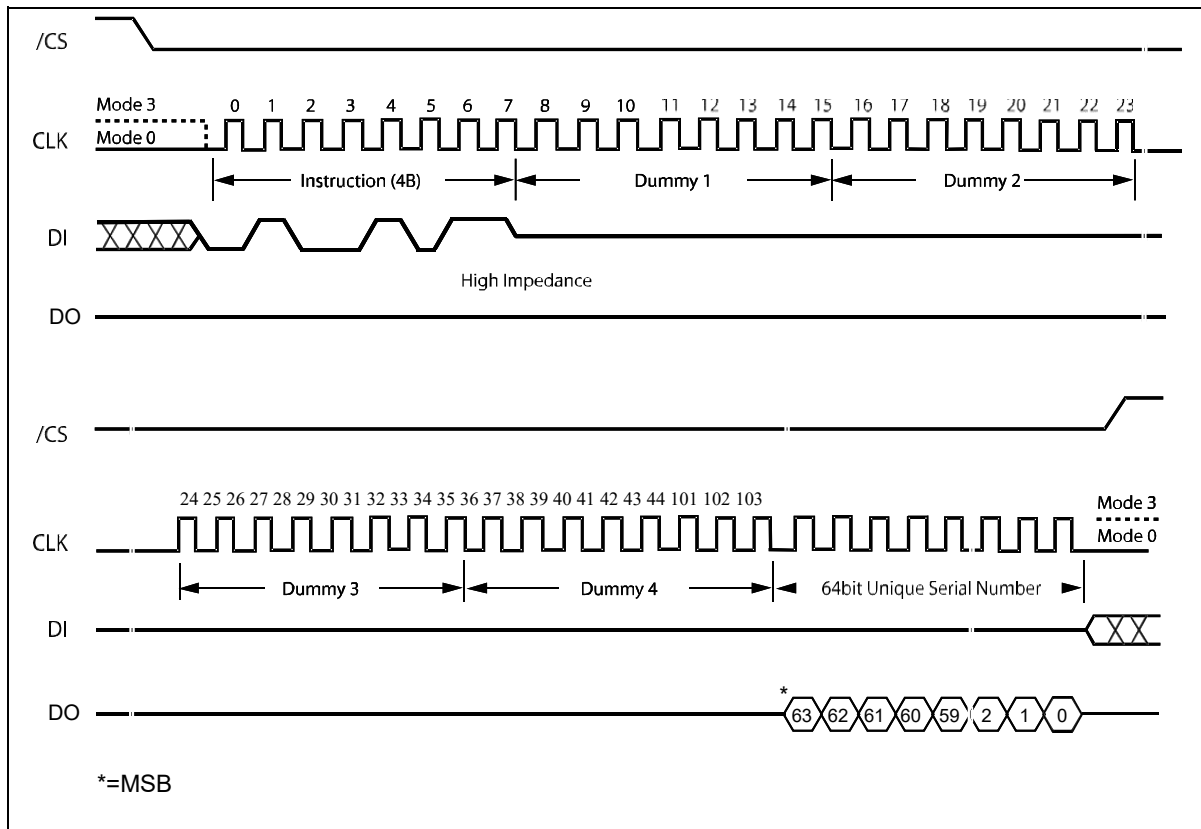 /CS
Mode 3
0 1 2 3 4 5 6 7 8 9 10 11 12 13 14 15 16 17 18 19 20 21 22 23
CLK
Mode 0
Instruction (4B)
Dummy 1
Dummy 2
DI
High Impedance
DO
/CS
24 25 26 27 28 29 30 31 32 33 34 35 36 37 38 39 40 41 42 43 44 101 102 103
Mode 3
CLK
Mode 0
Dummy 3
Dummy 4
64bit Unique Serial Number
DI
*
DO
63 62 61 60 59 2 1 0
*=MSB